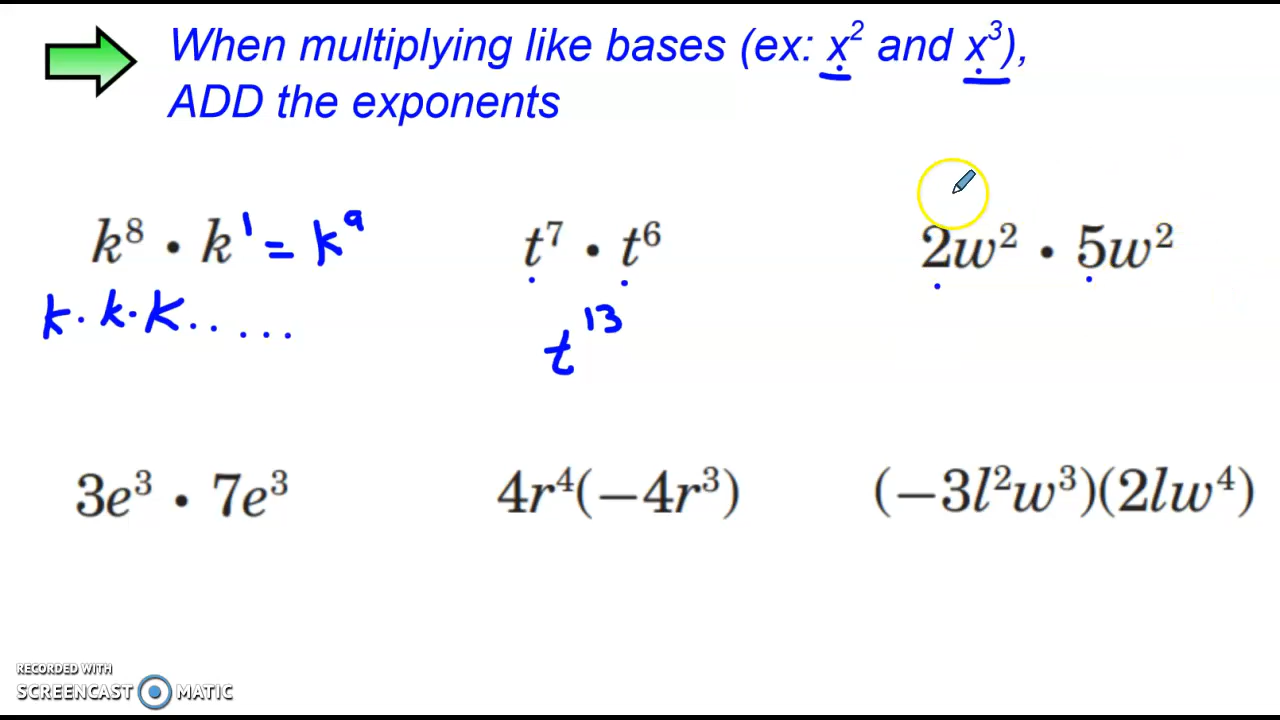 When multiplying like bases (ex: x² and x³),
ADD the exponents
k⁸ • k¹ = k⁹
t⁷ • t⁶
2w² • 5w²
k · k · k . . . . .
t¹³
3e³ • 7e³
4r⁴(−4r³)
(−3l²w³)(2lw⁴)
RECORDED WITH
SCREENCAST MATIC